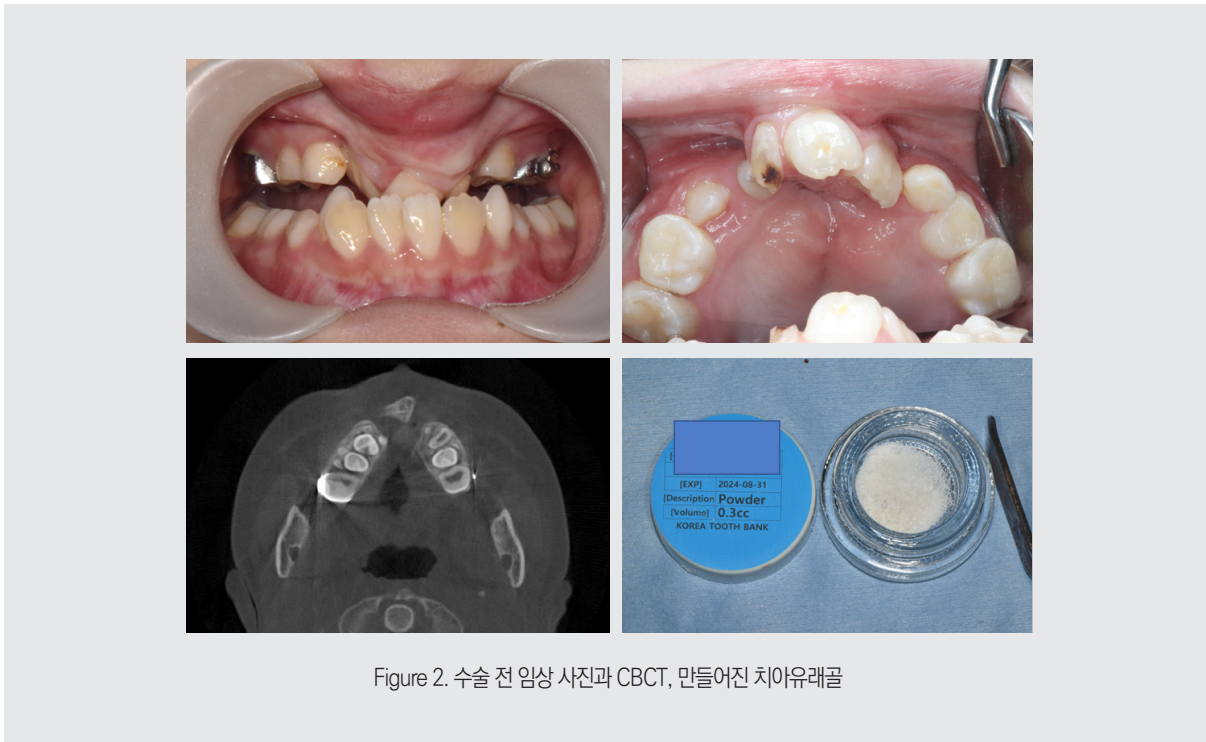 [EXP] 2024-08-31
[Description Powder
[Volume] 0.3cc
KOREA TOOTH BANK
Figure 2. 수술 전 임상 사진과 CBCT, 만들어진 치아유래골